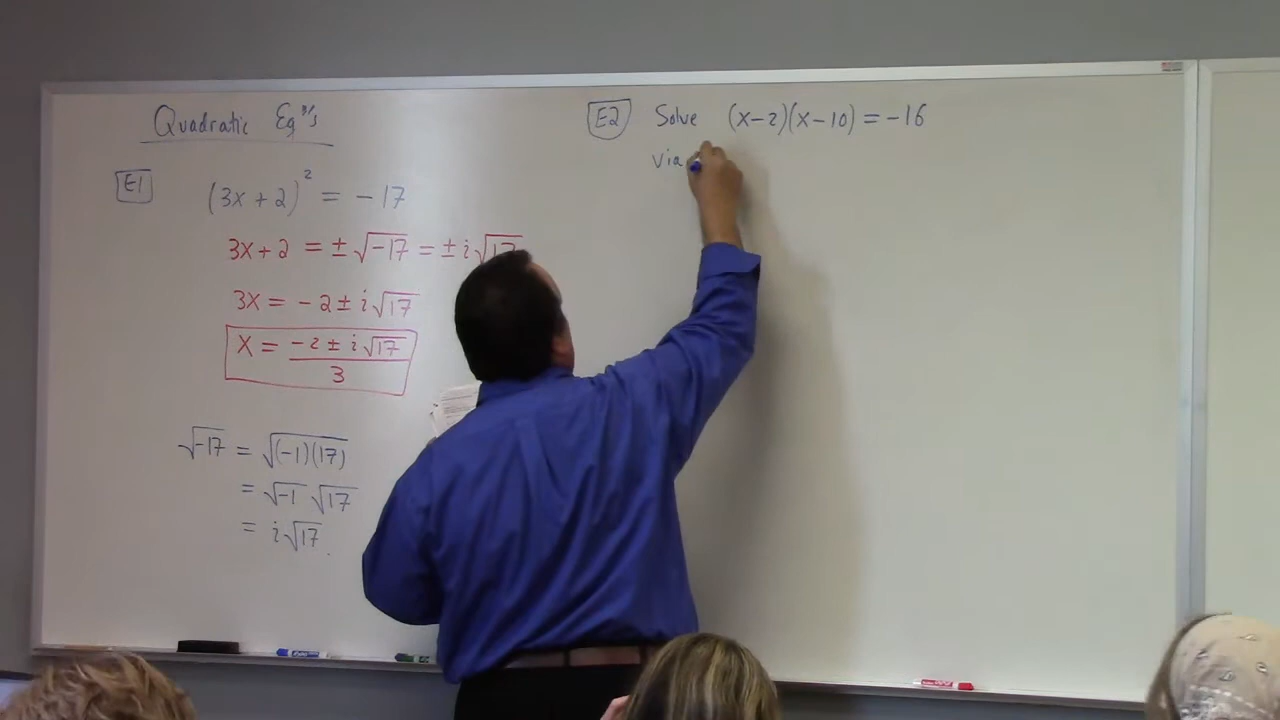 Quadratic Eqⁿ's
E1
(3x+2)² = -17
3x+2 = ±√-17 = ±i√17
3x = -2 ± i√17
x = (-2 ± i√17)/3
√-17 = √(-1)(17)
= √-1 √17
= i√17.
E2 Solve (x-2)(x-10) = -16
via